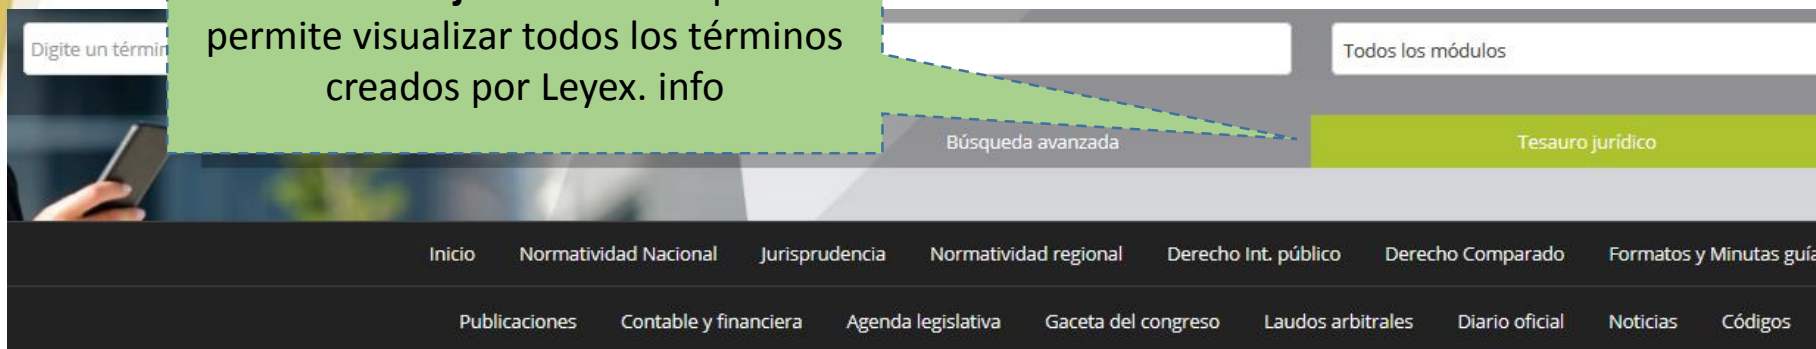 permite visualizar todos los términos
creados por Leyex. info
Digite un
Todos los módulos
Búsqueda avanzada
Tesauro jurídico
Inicio Normatividad Nacional Jurisprudencia Normatividad regional Derecho Int. público Derecho Comparado Formatos y Minutas guía
Publicaciones Contable y financiera Agenda legislativa Gaceta del congreso Laudos arbitrales Diario oficial Noticias Códigos